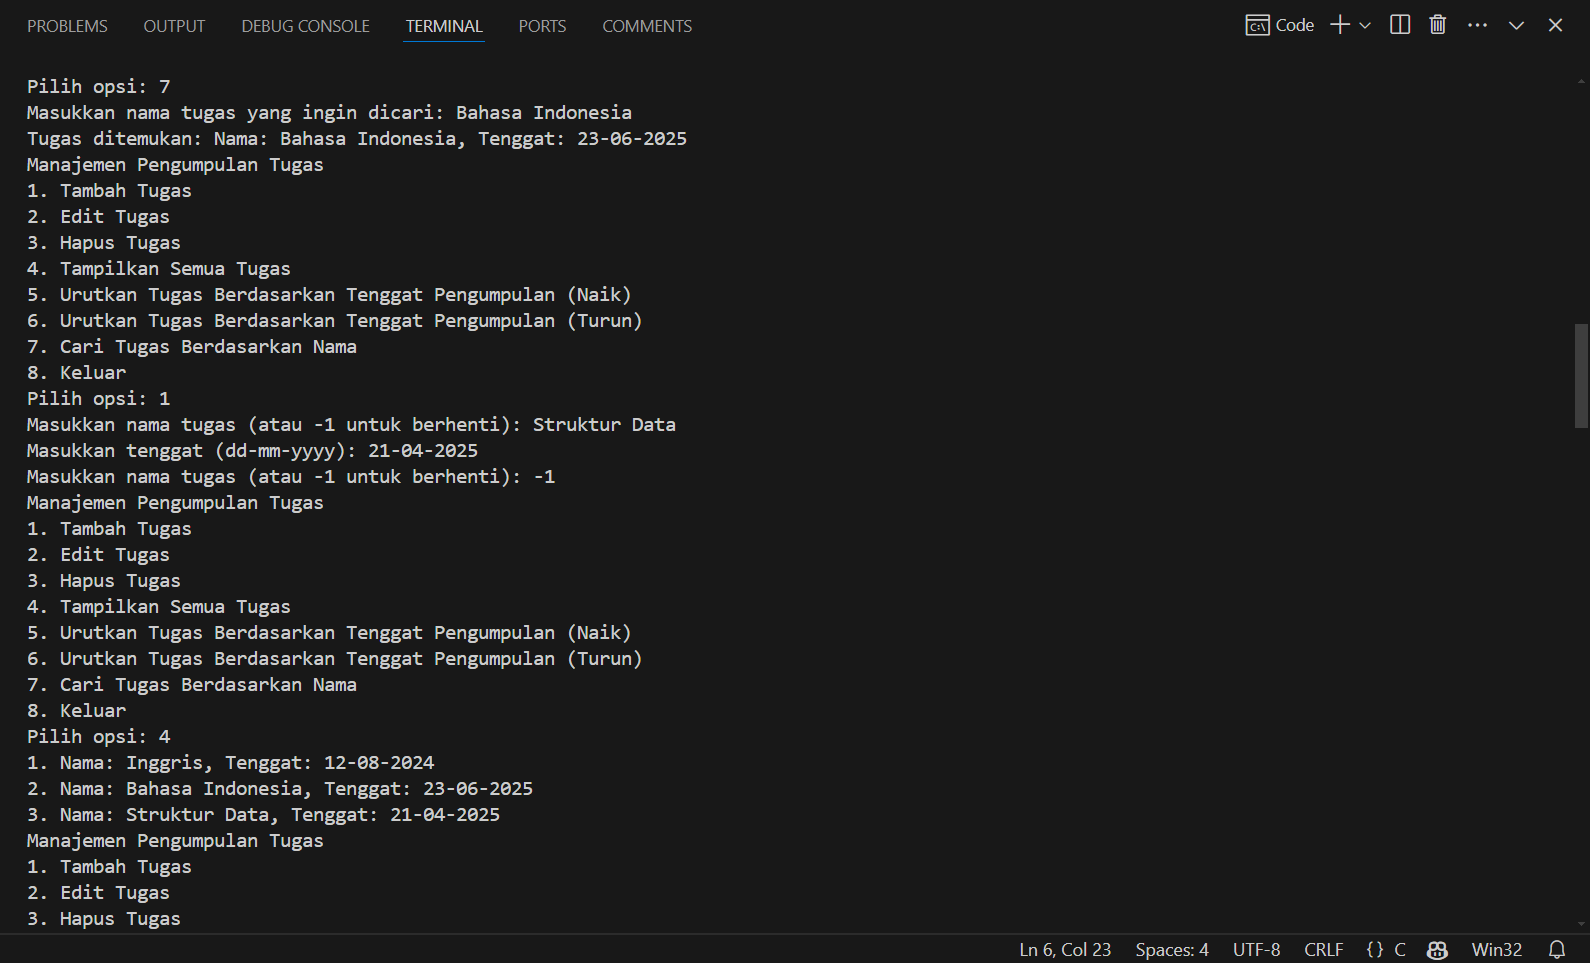 PROBLEMS OUTPUT DEBUG CONSOLE TERMINAL PORTS COMMENTS Code
Pilih opsi: 7
Masukkan nama tugas yang ingin dicari: Bahasa Indonesia
Tugas ditemukan: Nama: Bahasa Indonesia, Tenggat: 23-06-2025
Manajemen Pengumpulan Tugas
1. Tambah Tugas
2. Edit Tugas
3. Hapus Tugas
4. Tampilkan Semua Tugas
5. Urutkan Tugas Berdasarkan Tenggat Pengumpulan (Naik)
6. Urutkan Tugas Berdasarkan Tenggat Pengumpulan (Turun)
7. Cari Tugas Berdasarkan Nama
8. Keluar
Pilih opsi: 1
Masukkan nama tugas (atau -1 untuk berhenti): Struktur Data
Masukkan tenggat (dd-mm-yyyy): 21-04-2025
Masukkan nama tugas (atau -1 untuk berhenti): -1
Manajemen Pengumpulan Tugas
1. Tambah Tugas
2. Edit Tugas
3. Hapus Tugas
4. Tampilkan Semua Tugas
5. Urutkan Tugas Berdasarkan Tenggat Pengumpulan (Naik)
6. Urutkan Tugas Berdasarkan Tenggat Pengumpulan (Turun)
7. Cari Tugas Berdasarkan Nama
8. Keluar
Pilih opsi: 4
1. Nama: Inggris, Tenggat: 12-08-2024
2. Nama: Bahasa Indonesia, Tenggat: 23-06-2025
3. Nama: Struktur Data, Tenggat: 21-04-2025
Manajemen Pengumpulan Tugas
1. Tambah Tugas
2. Edit Tugas
3. Hapus Tugas
Ln 6, Col 23 Spaces: 4 UTF-8 CRLF {} C Win32